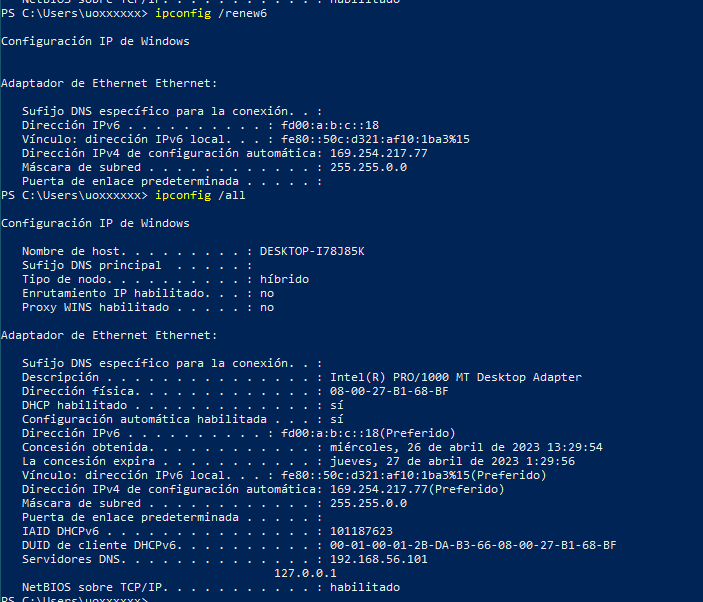 NetBIOS sobre TCP/IP. . . . . . . . . . . : habilitado
PS C:\Users\uoxxxxxx> ipconfig /renew6
Configuración IP de Windows
Adaptador de Ethernet Ethernet:
Sufijo DNS específico para la conexión. . :
Dirección IPv6 . . . . . . . . . . : fd00:a:b:c::18
Vínculo: dirección IPv6 local. . . : fe80::50c:d321:af10:1ba3%15
Dirección IPv4 de configuración automática: 169.254.217.77
Máscara de subred . . . . . . . . . . . . : 255.255.0.0
Puerta de enlace predeterminada . . . . . :
PS C:\Users\uoxxxxxx> ipconfig /all
Configuración IP de Windows
Nombre de host. . . . . . . . . : DESKTOP-I78J85K
Sufijo DNS principal  . . . . . :
Tipo de nodo. . . . . . . . . . : híbrido
Enrutamiento IP habilitado. . . : no
Proxy WINS habilitado . . . . . : no
Adaptador de Ethernet Ethernet:
Sufijo DNS específico para la conexión. . :
Descripción . . . . . . . . . . . . . . . : Intel(R) PRO/1000 MT Desktop Adapter
Dirección física. . . . . . . . . . . . . : 08-00-27-B1-68-BF
DHCP habilitado . . . . . . . . . . . . . : sí
Configuración automática habilitada . . . : sí
Dirección IPv6 . . . . . . . . . . : fd00:a:b:c::18(Preferido)
Concesión obtenida. . . . . . . . . . . . : miércoles, 26 de abril de 2023 13:29:54
La concesión expira . . . . . . . . . . . : jueves, 27 de abril de 2023 1:29:56
Vínculo: dirección IPv6 local. . . : fe80::50c:d321:af10:1ba3%15(Preferido)
Dirección IPv4 de configuración automática: 169.254.217.77(Preferido)
Máscara de subred . . . . . . . . . . . . : 255.255.0.0
Puerta de enlace predeterminada . . . . . :
IAID DHCPv6 . . . . . . . . . . . . . . . : 101187623
DUID de cliente DHCPv6. . . . . . . . . . : 00-01-00-01-2B-DA-B3-66-08-00-27-B1-68-BF
Servidores DNS. . . . . . . . . . . . . . : 192.168.56.101
127.0.0.1
NetBIOS sobre TCP/IP. . . . . . . . . . . : habilitado
PS C:\Users\uoxxxxxx>